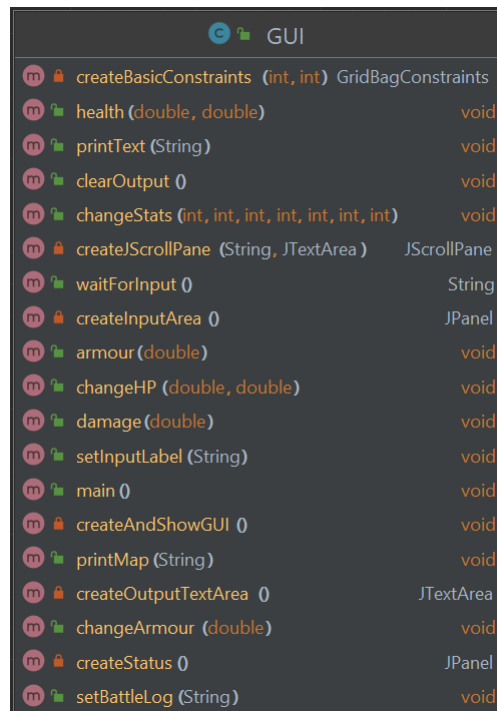 GUI
createBasicConstraints (int, int) GridBagConstraints
health (double, double) void
printText (String) void
clearOutput () void
changeStats (int, int, int, int, int, int, int) void
createJScrollPane (String, JTextArea) JScrollPane
waitForInput () String
createInputArea () JPanel
armour (double) void
changeHP (double, double) void
damage (double) void
setInputLabel (String) void
main () void
createAndShowGUI () void
printMap (String) void
createOutputTextArea () JTextArea
changeArmour (double) void
createStatus () JPanel
setBattleLog (String) void